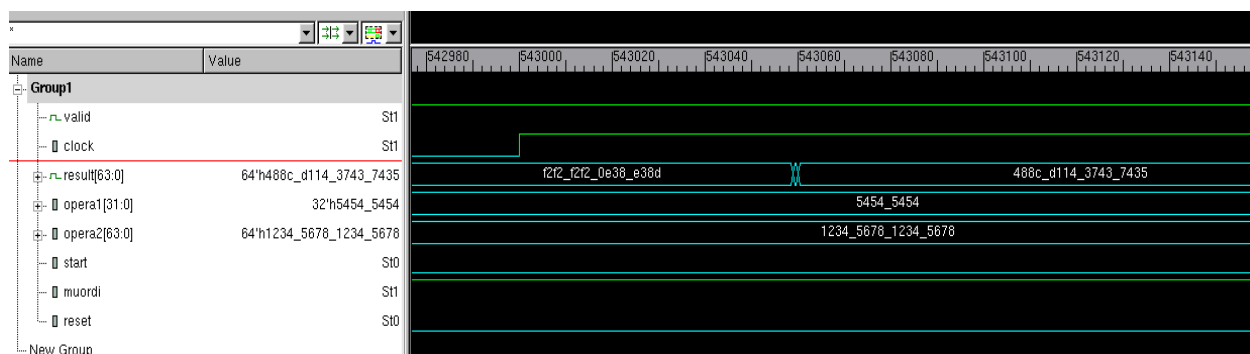 *
Name Value 542980 543000 543020 543040 543060 543080 543100 543120 543140
Group1
valid St1
clock St1
result[63:0] 64'h488c_d114_3743_7435 f2f2_f2f2_0e38_e38d 488c_d114_3743_7435
opera1[31:0] 32'h5454_5454 5454_5454
opera2[63:0] 64'h1234_5678_1234_5678 1234_5678_1234_5678
start St0
muordi St1
reset St0
New Group